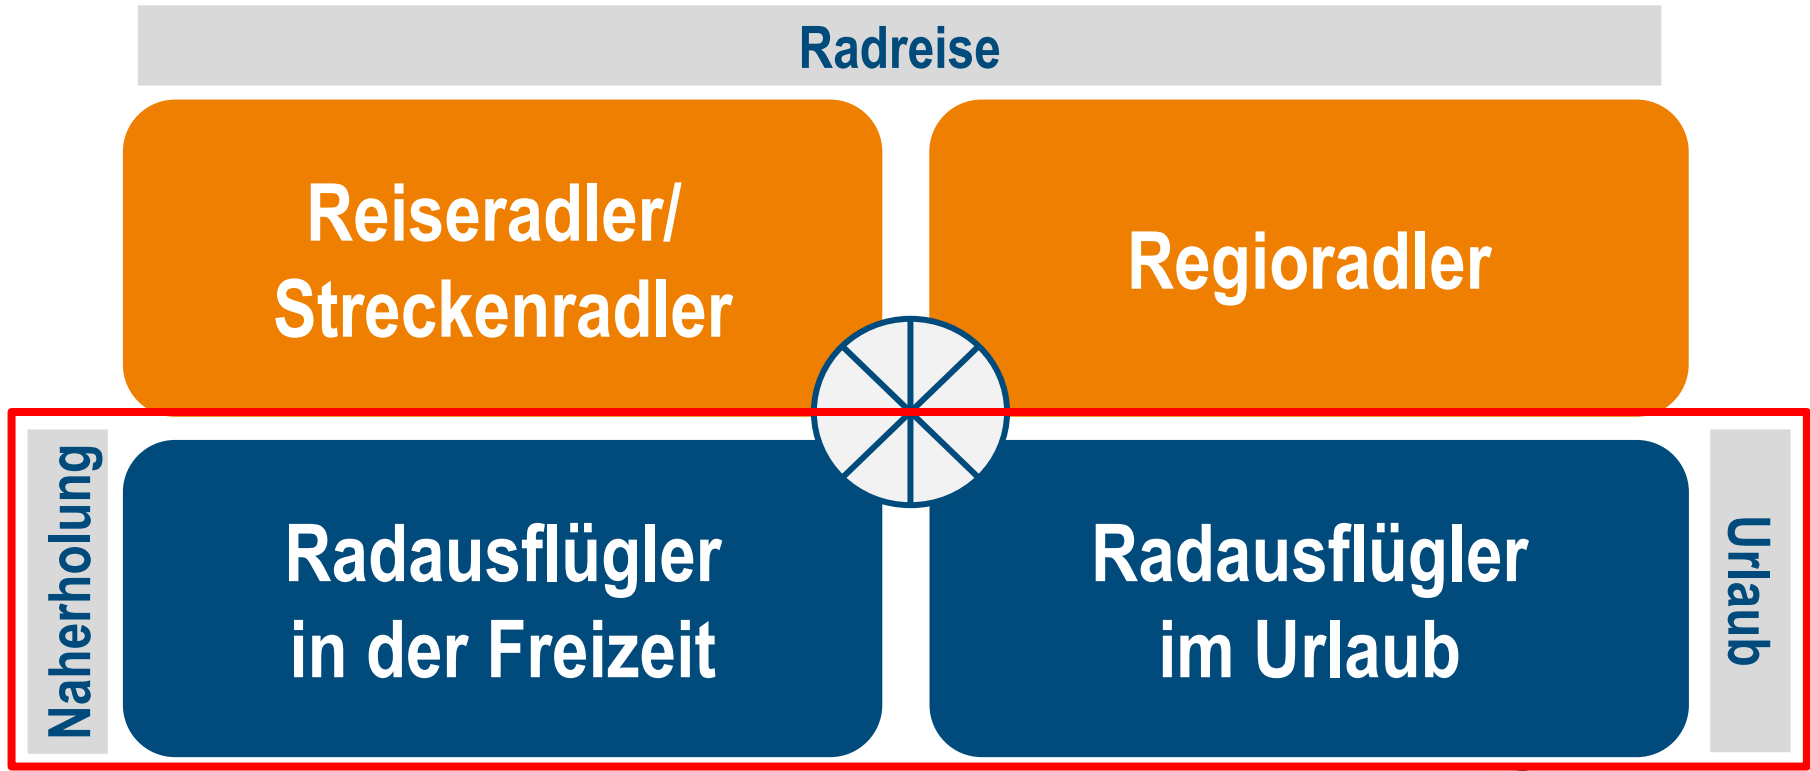 Radreise
Reiseradler/
Streckenradler
Regioradler
Naherholung
Radausflügler
in der Freizeit
Radausflügler
im Urlaub
Urlaub